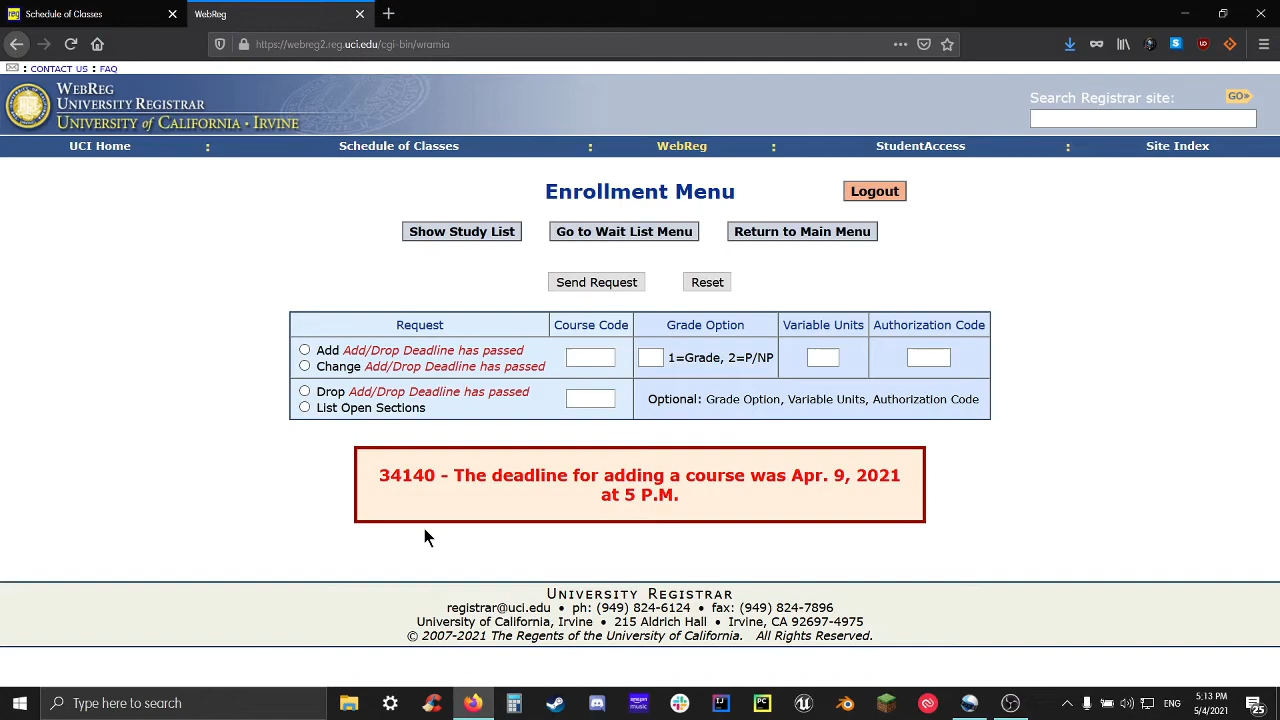 Schedule of Classes
WebReg
https://webreg2.reg.uci.edu/cgi-bin/wramia
: CONTACT US : FAQ
WEBREG
UNIVERSITY REGISTRAR
UNIVERSITY of CALIFORNIA · IRVINE
Search Registrar site:
GO»
UCI Home : Schedule of Classes : WebReg : StudentAccess : Site Index
Enrollment Menu
Logout
Show Study List
Go to Wait List Menu
Return to Main Menu
Send Request
Reset
Request Course Code Grade Option Variable Units Authorization Code
Add Add/Drop Deadline has passed
Change Add/Drop Deadline has passed
1=Grade, 2=P/NP
Drop Add/Drop Deadline has passed
List Open Sections
Optional: Grade Option, Variable Units, Authorization Code
34140 - The deadline for adding a course was Apr. 9, 2021
at 5 P.M.
UNIVERSITY REGISTRAR
registrar@uci.edu • ph: (949) 824-6124 • fax: (949) 824-7896
University of California, Irvine • 215 Aldrich Hall • Irvine, CA 92697-4975
© 2007-2021 The Regents of the University of California. All Rights Reserved.
Type here to search
ENG
5:13 PM
5/4/2021
25